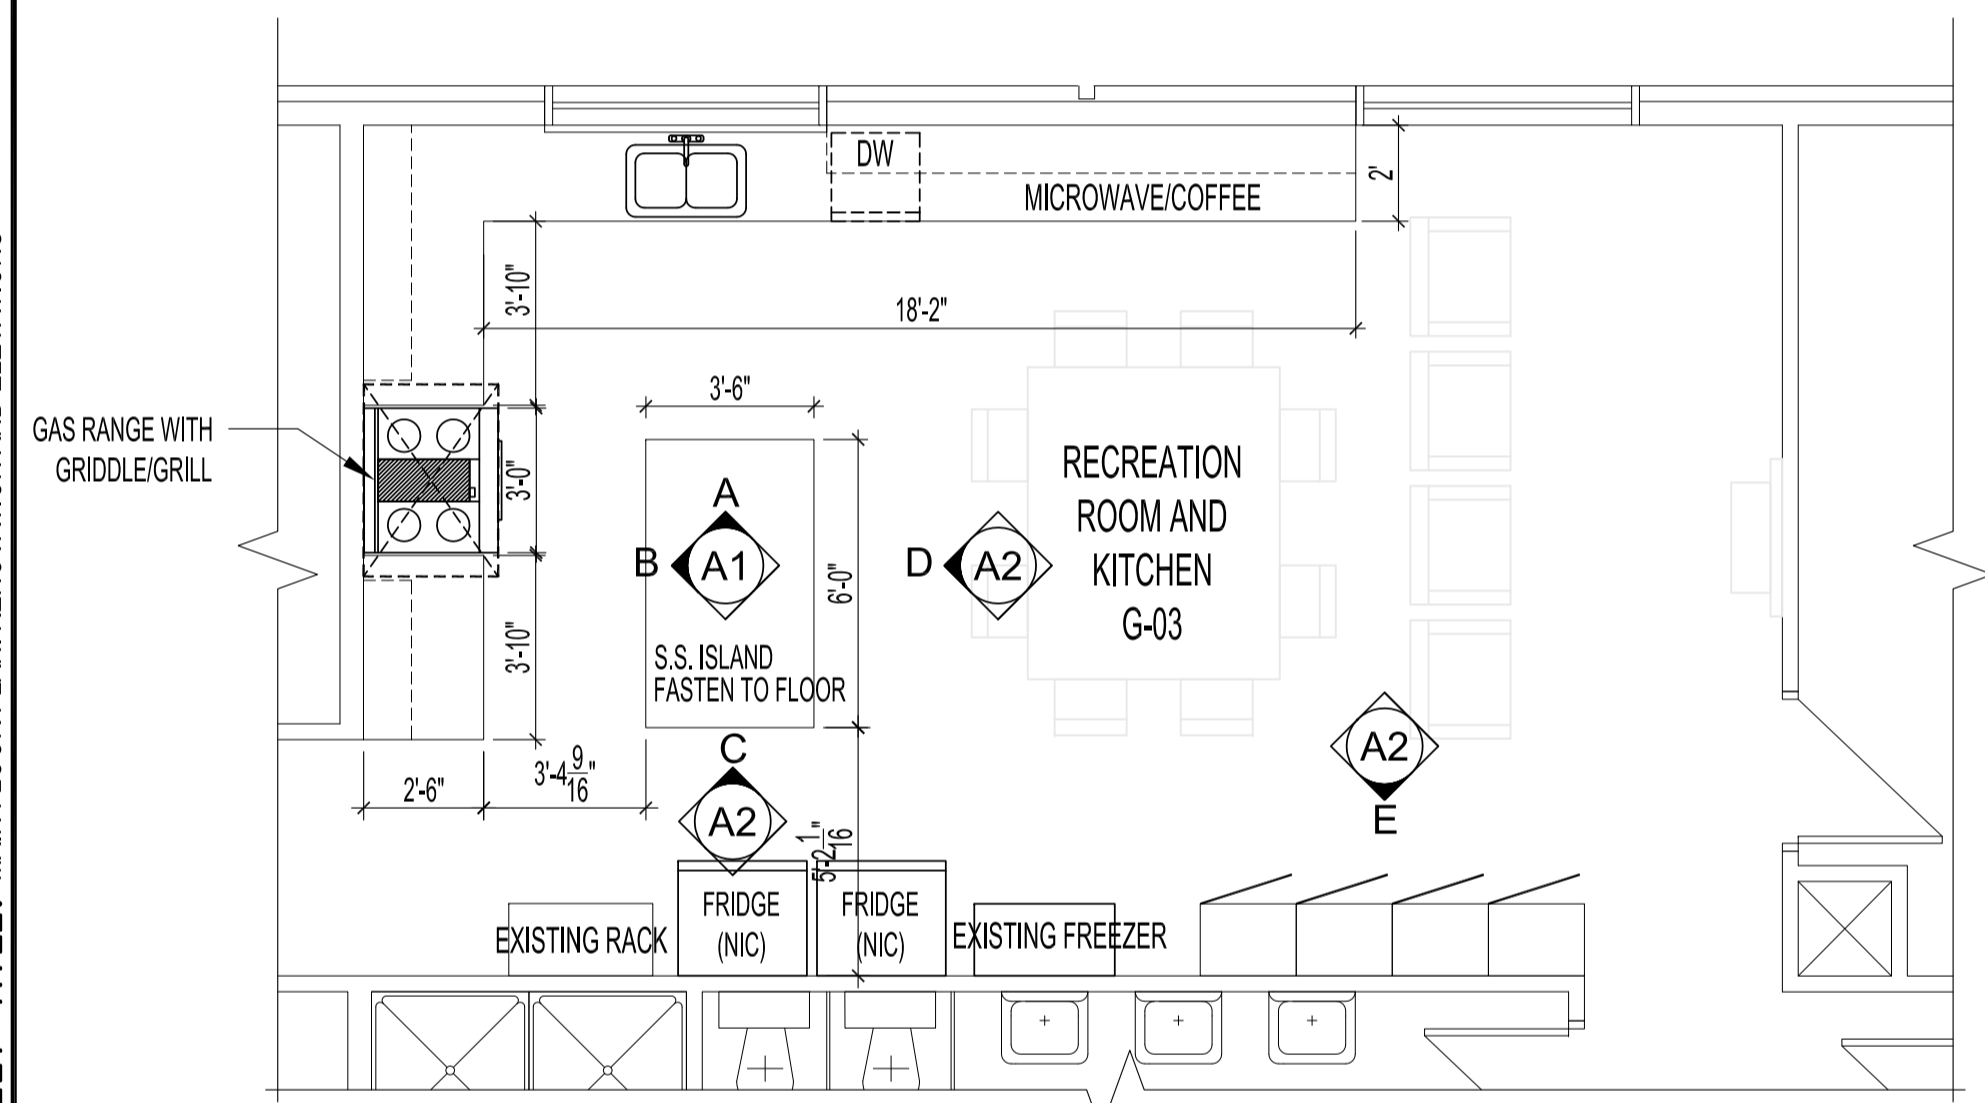 DW
2'
MICROWAVE/COFFEE
3'-10"
18'-2"
3'-6"
GAS RANGE WITH
GRIDDLE/GRILL
3'-0"
RECREATION
ROOM AND
KITCHEN
G-03
A
B
A1
D
A2
6'-0"
3'-10"
S.S. ISLAND
FASTEN TO FLOOR
C
A2
A2
E
2'-6"
3'-4 9/16"
5'-2 1/16"
FRIDGE
(NIC)
FRIDGE
(NIC)
EXISTING RACK
EXISTING FREEZER